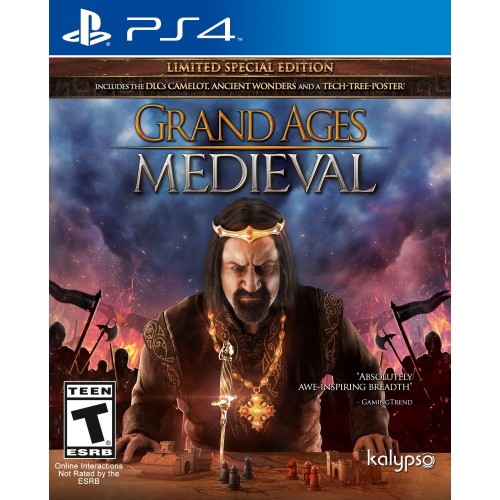 PS4
LIMITED SPECIAL EDITION
INCLUDES THE DLCs CAMELOT, ANCIENT WONDERS AND A TECH-TREE-POSTER!
GRAND AGES
MEDIEVAL
"ABSOLUTELY
AWE-INSPIRING BREADTH"
- GAMINGTREND
TEEN
T
ESRB
Online Interactions
Not Rated by the
ESRB
kalypso